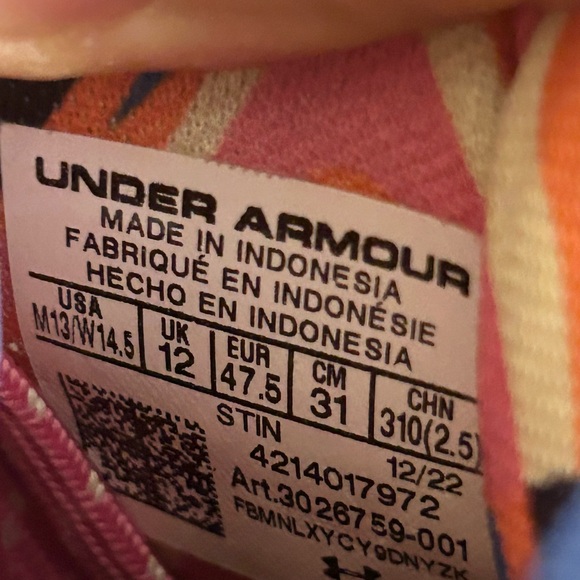 UNDER ARMOUR
MADE IN INDONESIA
FABRIQUÉ EN INDONÉSIE
HECHO EN INDONESIA
USA UK EUR CM CHN
M13/W14.5 12 47.5 31 310(2.5)
STIN 12/22
4214017972
Art.3026759-001
FBMNLXYCY9DNYZK